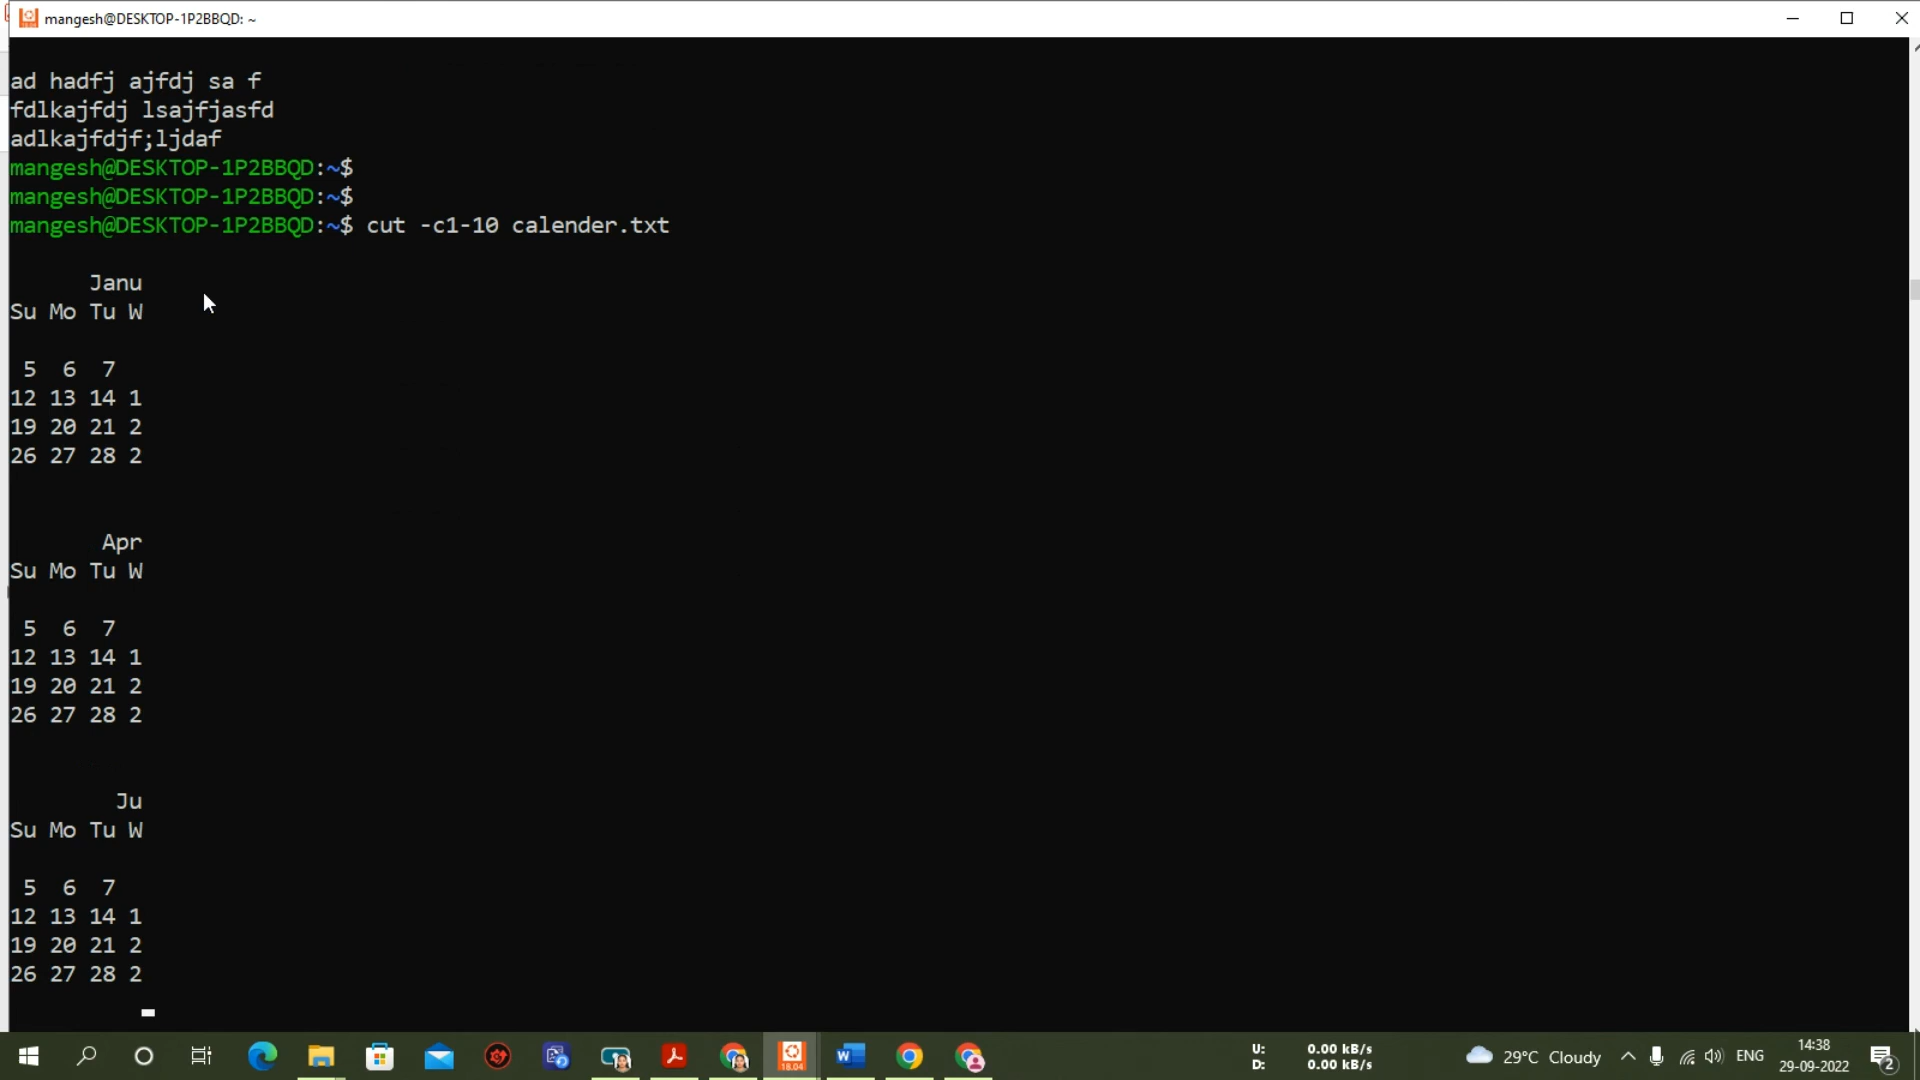 mangesh@DESKTOP-1P2BBQD: ~
ad hadfj ajfdj sa f
fdlkajfdj lsajfjasfd
adlkajfdjf;ljdaf
mangesh@DESKTOP-1P2BBQD:~$
mangesh@DESKTOP-1P2BBQD:~$
mangesh@DESKTOP-1P2BBQD:~$ cut -c1-10 calender.txt
Janu
Su Mo Tu W
5 6 7
12 13 14 1
19 20 21 2
26 27 28 2
Apr
Su Mo Tu W
5 6 7
12 13 14 1
19 20 21 2
26 27 28 2
Ju
Su Mo Tu W
5 6 7
12 13 14 1
19 20 21 2
26 27 28 2
18.04
U: 0.00 kB/s
D: 0.00 kB/s
29°C Cloudy
ENG
14:38
29-09-2022
2